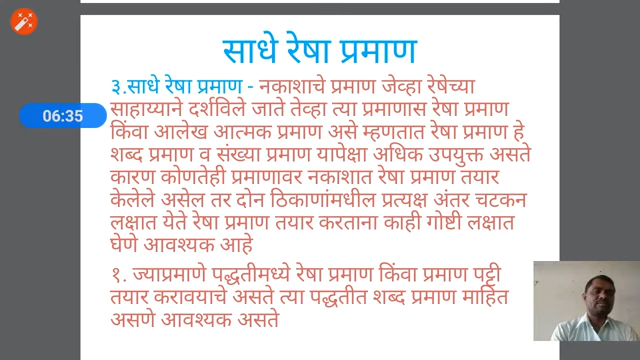 साधे रेषा प्रमाण
३.साधे रेषा प्रमाण - नकाशाचे प्रमाण जेव्हा रेषेच्या
साहाय्याने दर्शविले जाते तेव्हा त्या प्रमाणास रेषा प्रमाण
06:35
किंवा आलेख आत्मक प्रमाण असे म्हणतात रेषा प्रमाण हे
शब्द प्रमाण व संख्या प्रमाण यापेक्षा अधिक उपयुक्त असते
कारण कोणतेही प्रमाणावर नकाशात रेषा प्रमाण तयार
केलेले असेल तर दोन ठिकाणांमधील प्रत्यक्ष अंतर चटकन
लक्षात येते रेषा प्रमाण तयार करताना काही गोष्टी लक्षात
घेणे आवश्यक आहे
१. ज्याप्रमाणे पद्धतीमध्ये रेषा प्रमाण किंवा प्रमाण पट्टी
तयार करावयाचे असते त्या पद्धतीत शब्द प्रमाण माहित
असणे आवश्यक असते